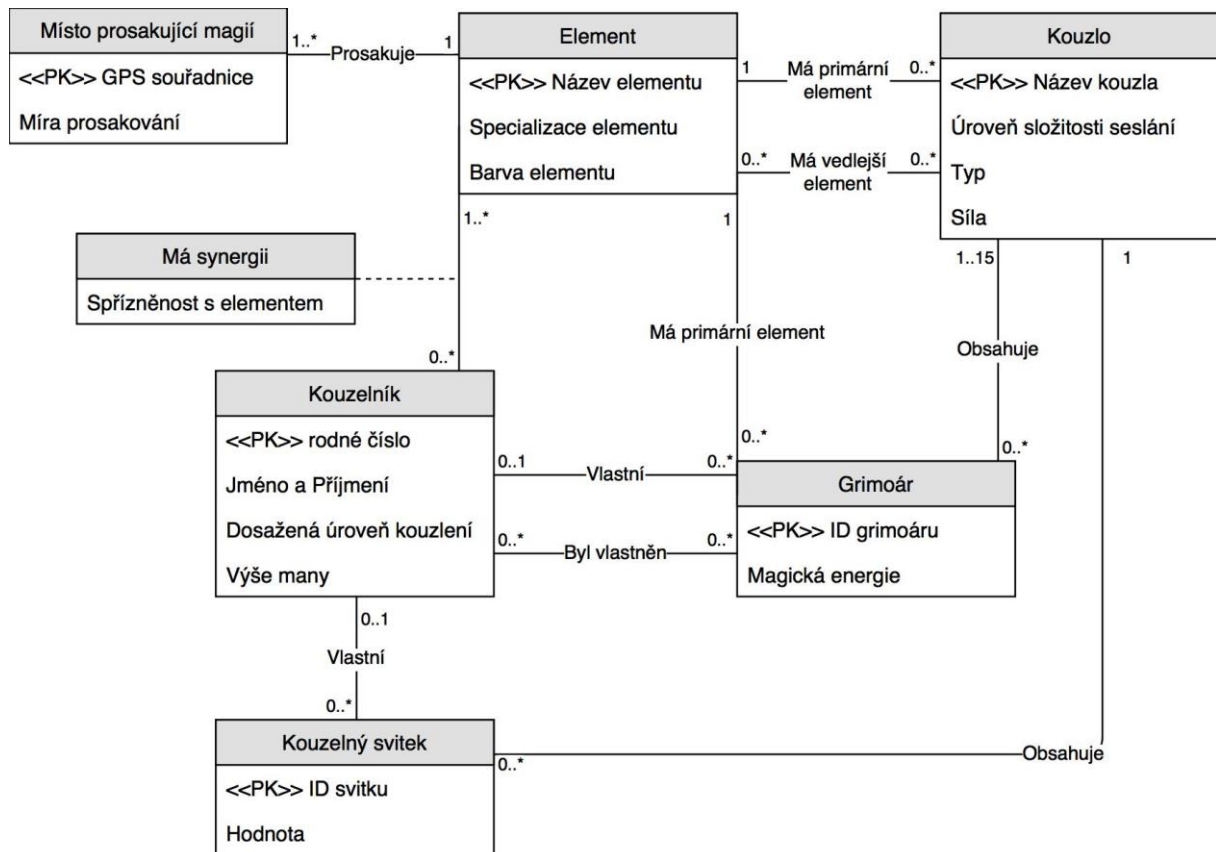 Místo prosakující magií
<<PK>> GPS souřadnice
Míra prosakování
1..*
Prosakuje
1
Element
<<PK>> Název elementu
Specializace elementu
Barva elementu
1
Má primární
element
0..*
0..*
Má vedlejší
element
0..*
Kouzlo
<<PK>> Název kouzla
Úroveň složitosti seslání
Typ
Síla
1..*
1
1..15
1
Má synergii
Spřízněnost s elementem
Má primární element
Obsahuje
0..*
Kouzelník
<<PK>> rodné číslo
Jméno a Příjmení
Dosažená úroveň kouzlení
Výše many
0..*
0..*
0..1
Vlastní
0..*
0..*
Byl vlastněn
0..*
Grimoár
<<PK>> ID grimoáru
Magická energie
0..1
Vlastní
0..*
Kouzelný svitek
<<PK>> ID svitku
Hodnota
0..*
Obsahuje